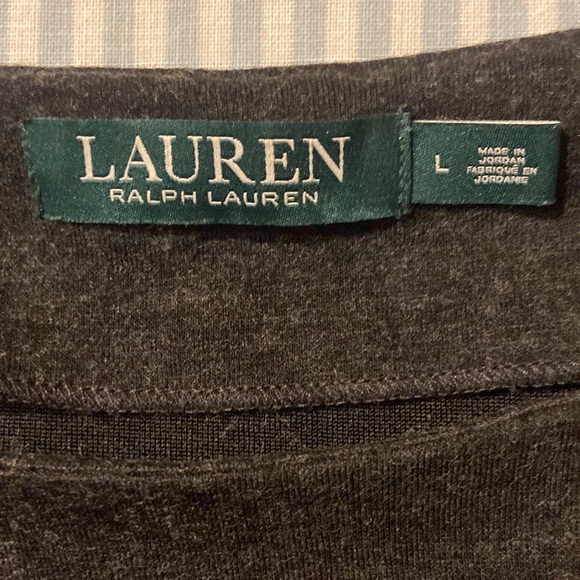 LAUREN
RALPH LAUREN
L
MADE IN
JORDAN
FABRIQUÉ EN
JORDANIE